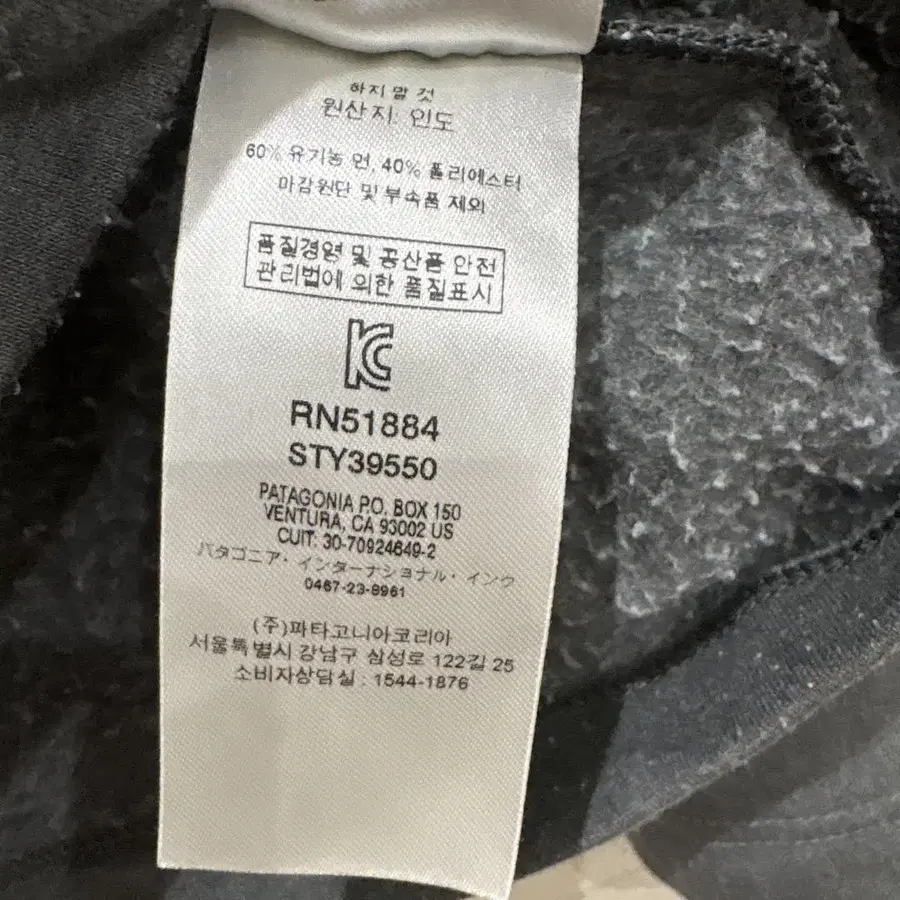 하지 말 것
원산지: 인도
60% 유기농 면, 40% 폴리에스터
마감원단 및 부속품 제외
품질경영 및 공산품 안전
관리법에 의한 품질표시
KC
RN51884
STY39550
PATAGONIA P.O. BOX 150
VENTURA, CA 93002 US
CUIT: 30-70924649-2
パタゴニア・インターナショナル・インク
0467-23-8961
(주)파타고니아코리아
서울특별시 강남구 삼성로 122길 25
소비자상담실 : 1544-1876